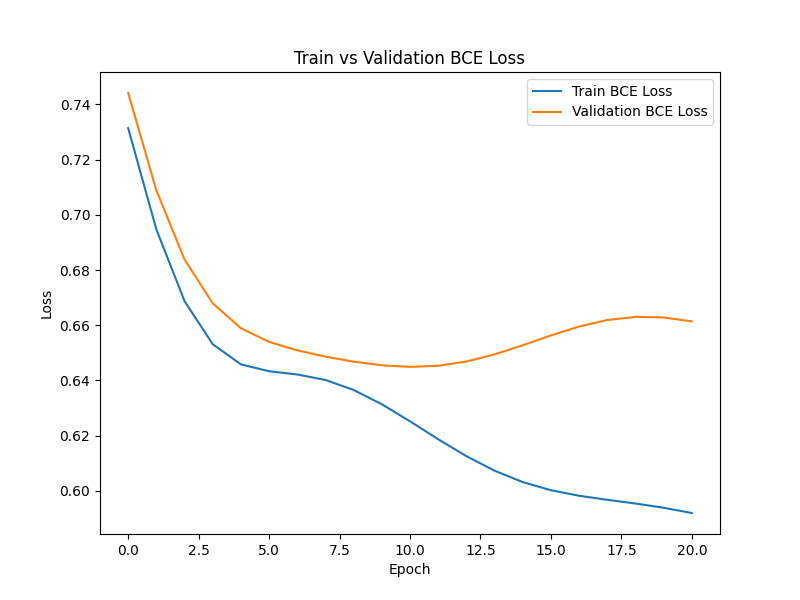 Train vs Validation BCE Loss
Train BCE Loss
Validation BCE Loss
0.74
0.72
0.70
0.68
0.66
0.64
0.62
0.60
Loss
0.0 2.5 5.0 7.5 10.0 12.5 15.0 17.5 20.0
Epoch